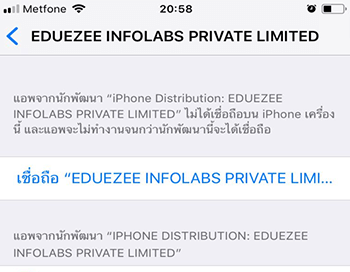 Metfone 20:58
EDUEZEE INFOLABS PRIVATE LIMITED
แอพจากนักพัฒนา “iPhone Distribution: EDUEZEE
INFOLABS PRIVATE LIMITED” ไม่ได้เชื่อถือบน iPhone เครื่อง
นี้ และแอพจะไม่ทำงานจนกว่านักพัฒนานี้จะได้เชื่อถือ
เชื่อถือ “EDUEZEE INFOLABS PRIVATE LIMI...
แอพจากนักพัฒนา “IPHONE DISTRIBUTION: EDUEZEE
INFOLABS PRIVATE LIMITED”